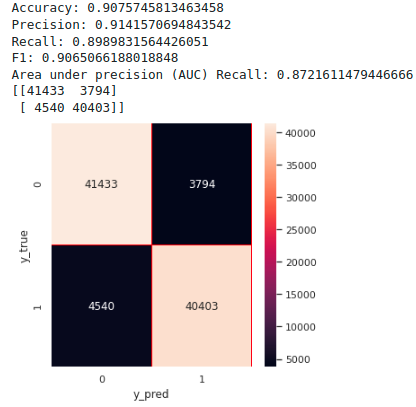 Accuracy: 0.9075745813463458
Precision: 0.9141570694843542
Recall: 0.8989831564426051
F1: 0.9065066188018848
Area under precision (AUC) Recall: 0.8721611479446666
[[41433 3794]
[ 4540 40403]]
41433 3794
4540 40403
0
1
y_true
0 1
y_pred
40000
35000
30000
25000
20000
15000
10000
5000